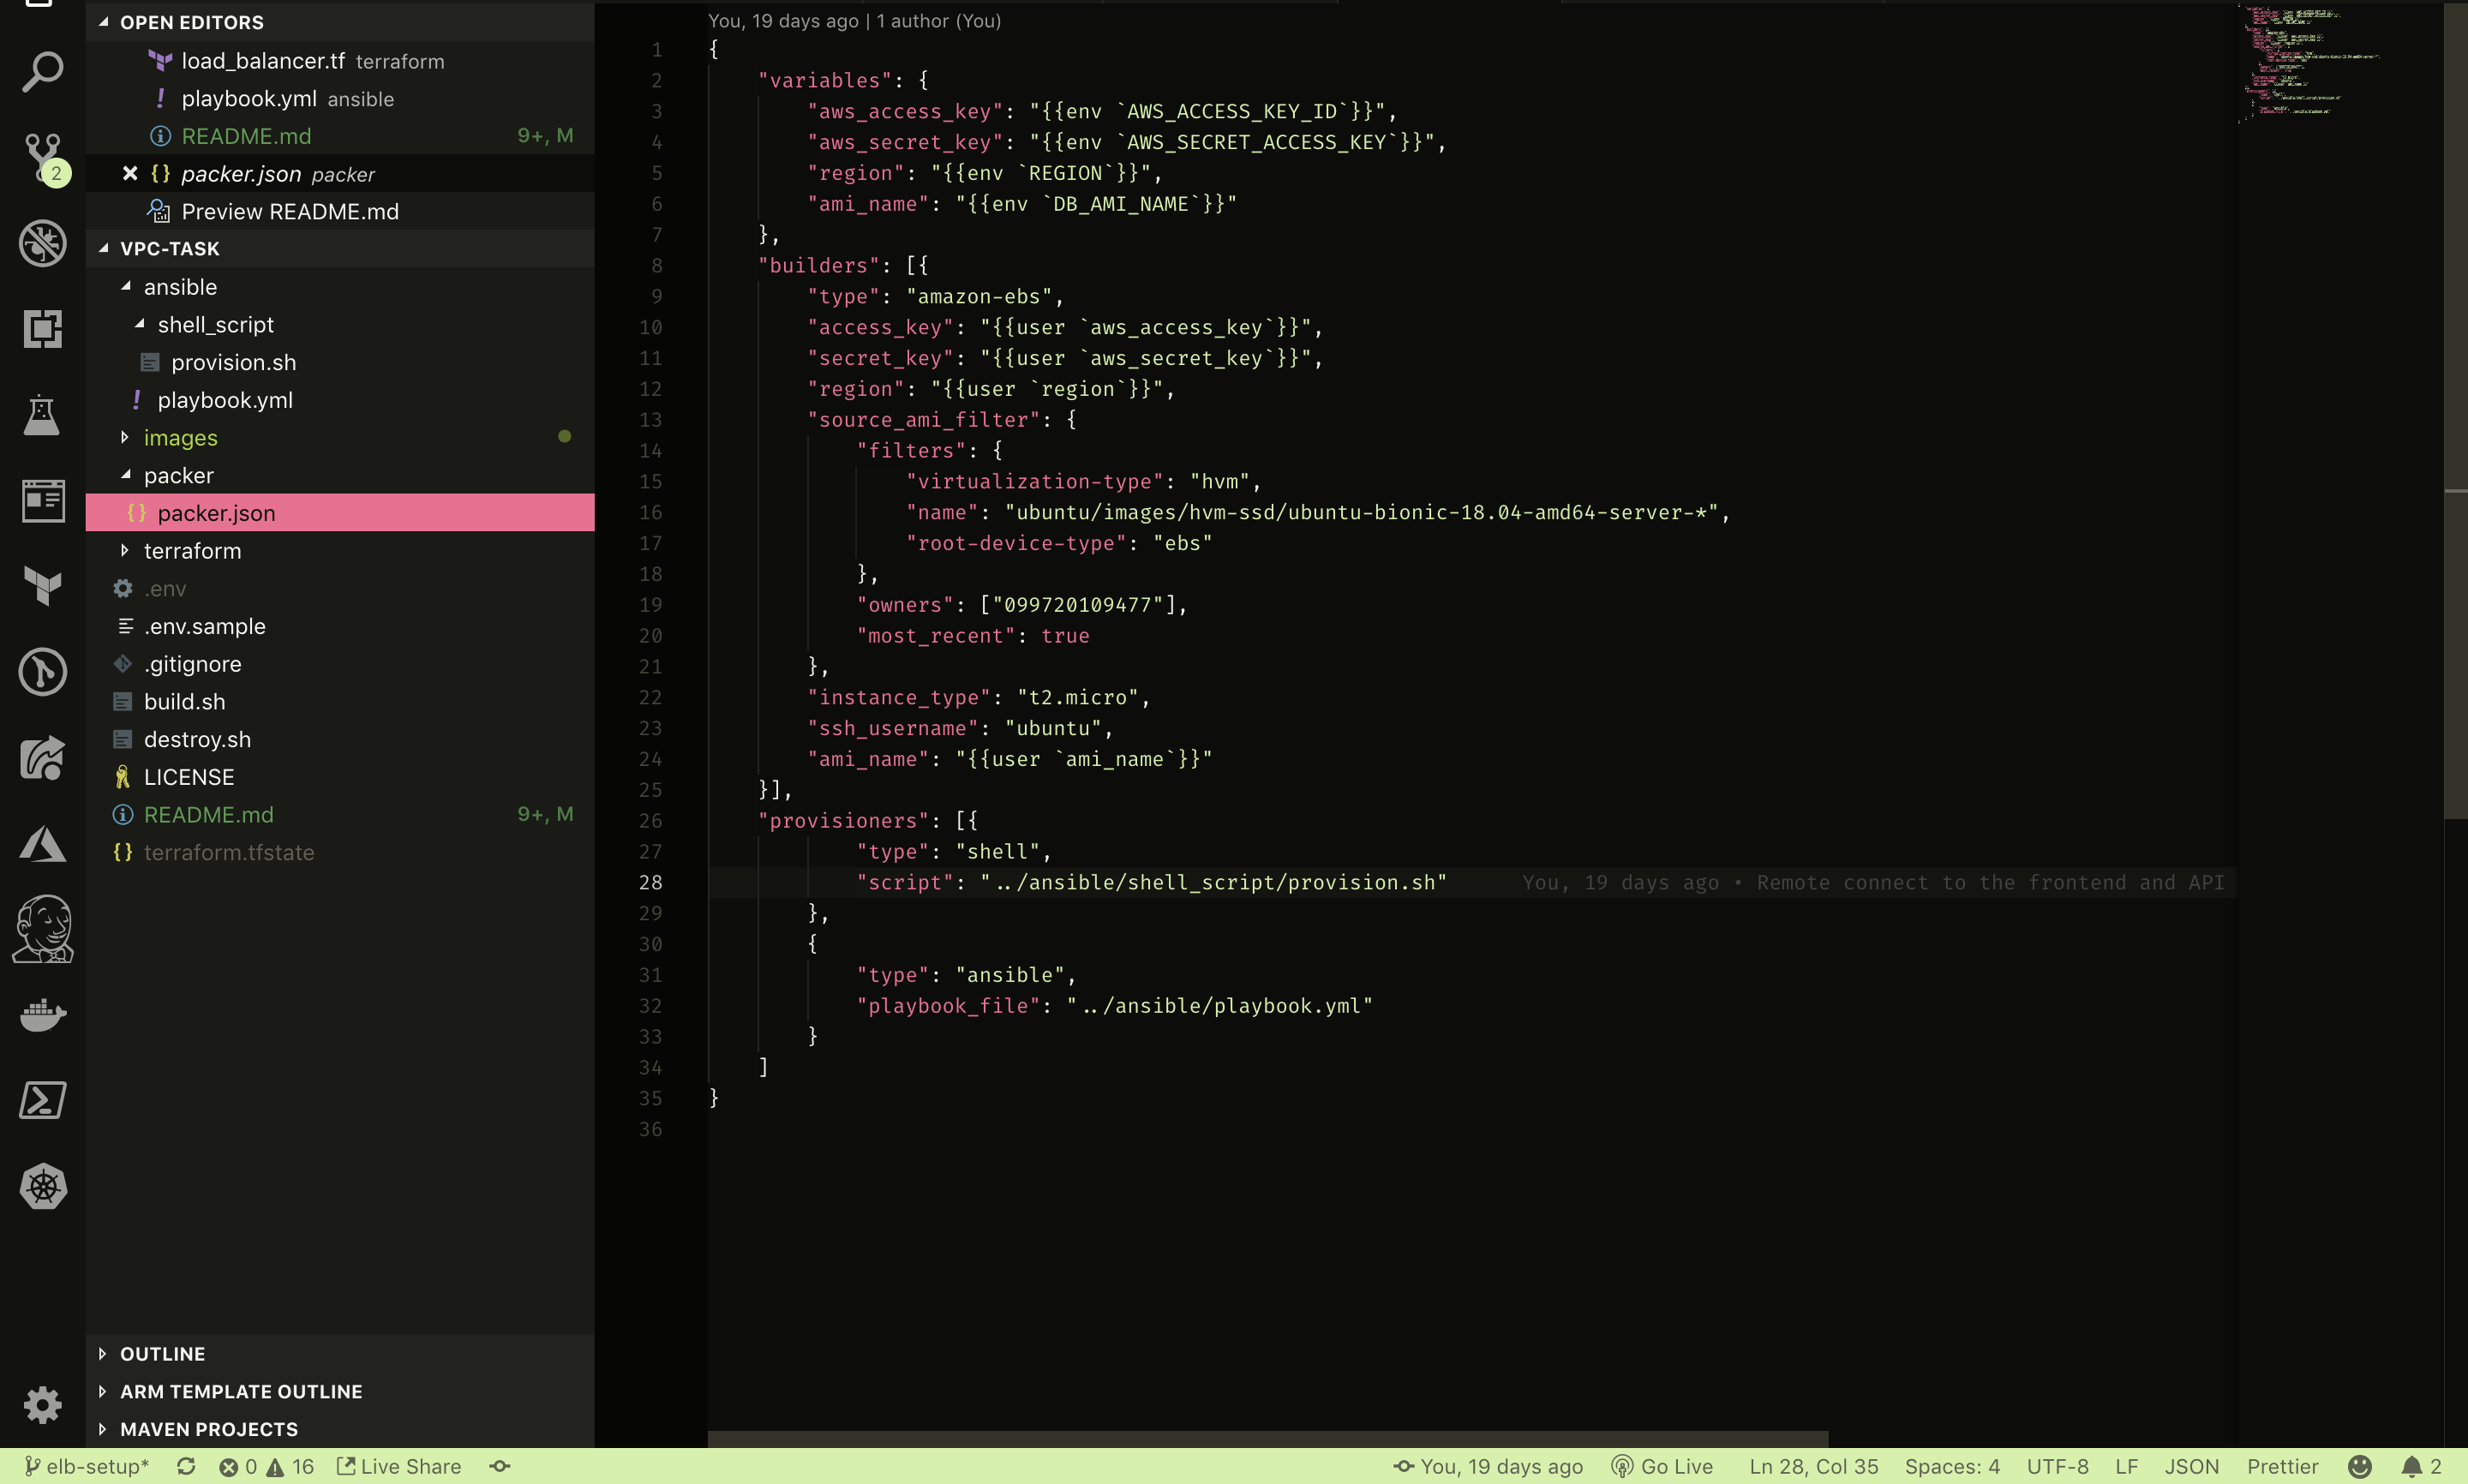 OPEN EDITORS
load_balancer.tf terraform
playbook.yml ansible
README.md 9+, M
packer.json packer
Preview README.md
VPC-TASK
ansible
shell_script
provision.sh
playbook.yml
images
packer
packer.json
terraform
.env
.env.sample
.gitignore
build.sh
destroy.sh
LICENSE
README.md 9+, M
terraform.tfstate
OUTLINE
ARM TEMPLATE OUTLINE
MAVEN PROJECTS
2
You, 19 days ago | 1 author (You)
1 {
2 "variables": {
3 "aws_access_key": "{{env `AWS_ACCESS_KEY_ID`}}",
4 "aws_secret_key": "{{env `AWS_SECRET_ACCESS_KEY`}}",
5 "region": "{{env `REGION`}}",
6 "ami_name": "{{env `DB_AMI_NAME`}}"
7 },
8 "builders": [{
9 "type": "amazon-ebs",
10 "access_key": "{{user `aws_access_key`}}",
11 "secret_key": "{{user `aws_secret_key`}}",
12 "region": "{{user `region`}}",
13 "source_ami_filter": {
14 "filters": {
15 "virtualization-type": "hvm",
16 "name": "ubuntu/images/hvm-ssd/ubuntu-bionic-18.04-amd64-server-*",
17 "root-device-type": "ebs"
18 },
19 "owners": ["099720109477"],
20 "most_recent": true
21 },
22 "instance_type": "t2.micro",
23 "ssh_username": "ubuntu",
24 "ami_name": "{{user `ami_name`}}"
25 }],
26 "provisioners": [{
27 "type": "shell",
28 "script": "../ansible/shell_script/provision.sh" You, 19 days ago • Remote connect to the frontend and API
29 },
30 {
31 "type": "ansible",
32 "playbook_file": "../ansible/playbook.yml"
33 }
34 ]
35 }
36
elb-setup* 0 16 Live Share You, 19 days ago Go Live Ln 28, Col 35 Spaces: 4 UTF-8 LF JSON Prettier 2